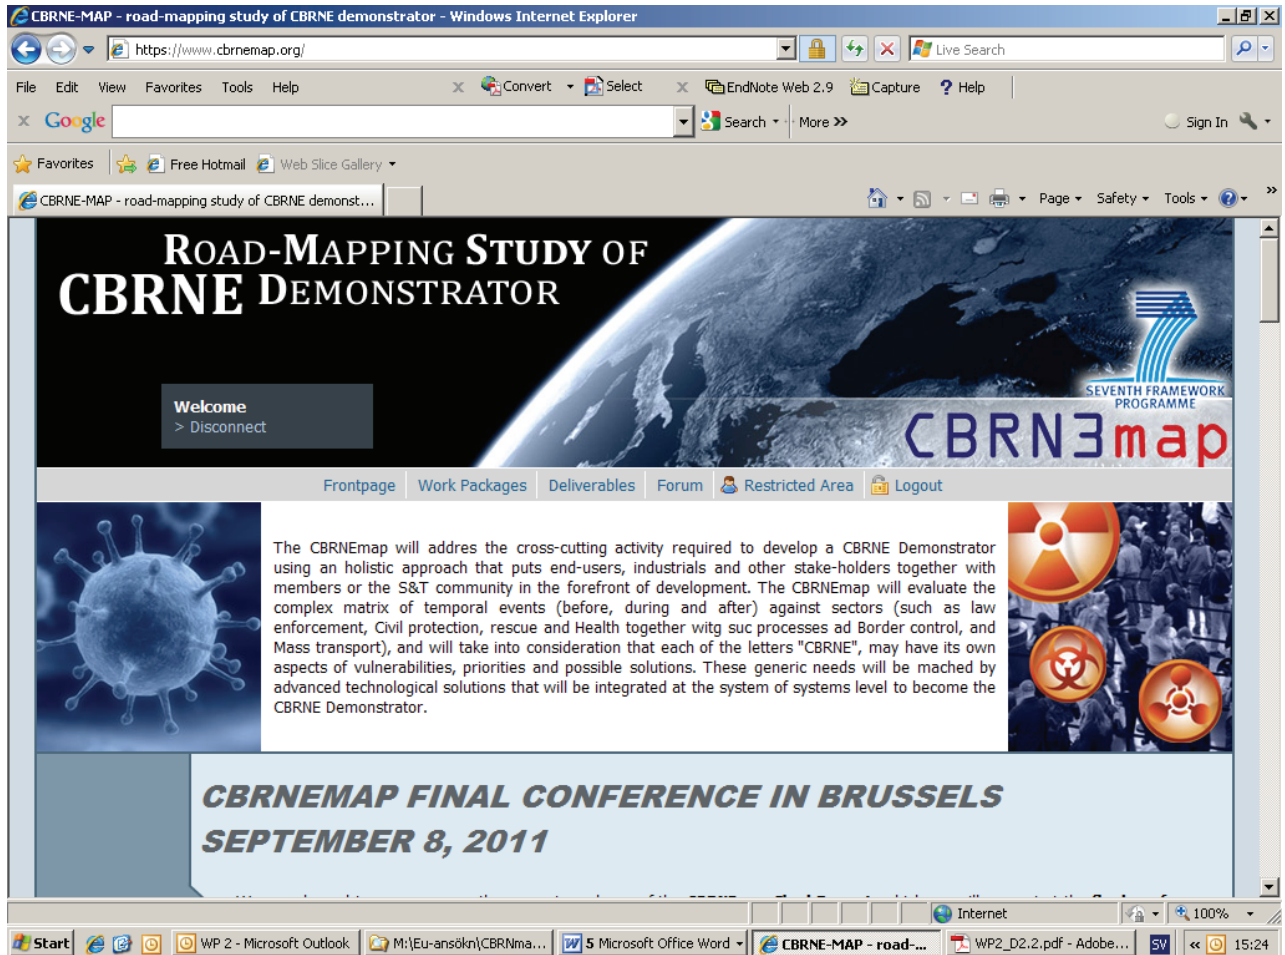 CBRNE-MAP - road-mapping study of CBRNE demonstrator - Windows Internet Explorer
https://www.cbrnemap.org/
Live Search
File Edit View Favorites Tools Help
x Convert Select x EndNote Web 2.9 Capture ? Help
x Google Search More >> Sign In
Favorites Free Hotmail Web Slice Gallery
CBRNE-MAP - road-mapping study of CBRNE demonst... Page Safety Tools »
ROAD-MAPPING STUDY OF
CBRNE DEMONSTRATOR
SEVENTH FRAMEWORK
PROGRAMME
Welcome
> Disconnect
CBRN3map
Frontpage Work Packages Deliverables Forum Restricted Area Logout
The CBRNEmap will addres the cross-cutting activity required to develop a CBRNE Demonstrator
using an holistic approach that puts end-users, industrials and other stake-holders together with
members or the S&T community in the forefront of development. The CBRNEmap will evaluate the
complex matrix of temporal events (before, during and after) against sectors (such as law
enforcement, Civil protection, rescue and Health together witg suc processes ad Border control, and
Mass transport), and will take into consideration that each of the letters "CBRNE", may have its own
aspects of vulnerabilities, priorities and possible solutions. These generic needs will be mached by
advanced technological solutions that will be integrated at the system of systems level to become the
CBRNE Demonstrator.
CBRNEMAP FINAL CONFERENCE IN BRUSSELS
SEPTEMBER 8, 2011
Internet 100%
Start WP 2 - Microsoft Outlook M:\Eu-ansökn\CBRNma... 5 Microsoft Office Word CBRNE-MAP - road-... WP2_D2.2.pdf - Adobe... SV « 15:24